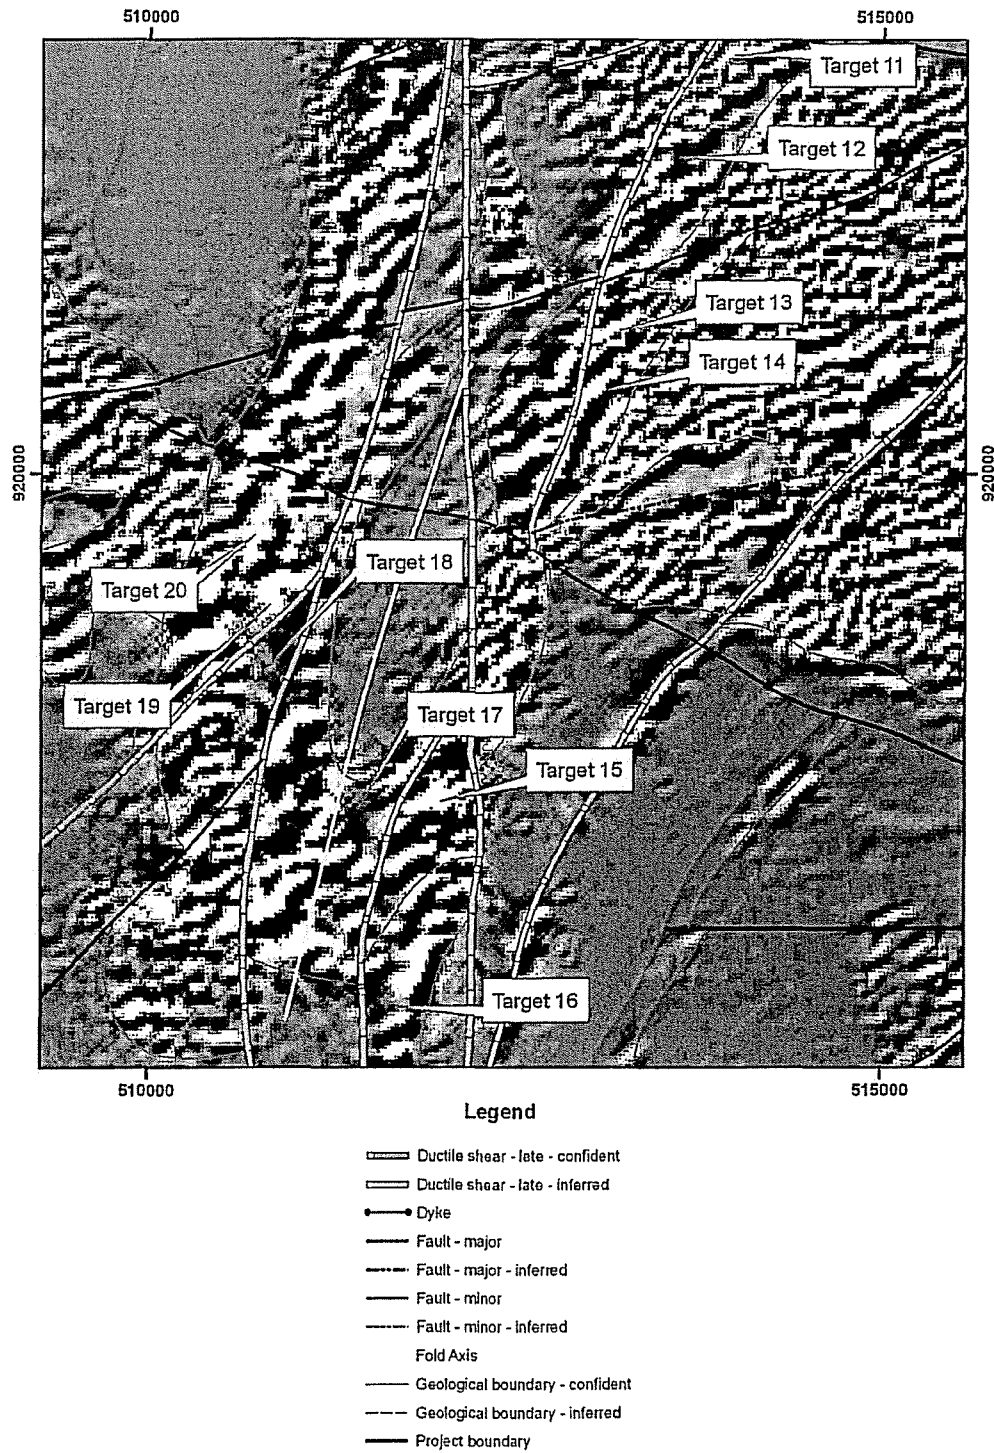 510000
515000
Target 11
Target 12
Target 13
Target 14
920000
920000
Target 18
Target 20
Target 19
Target 17
Target 15
Target 16
510000
515000
Legend
Ductile shear - late - confident
Ductile shear - late - inferred
Dyke
Fault - major
Fault - major - inferred
Fault - minor
Fault - minor - inferred
Fold Axis
Geological boundary - confident
Geological boundary - inferred
Project boundary